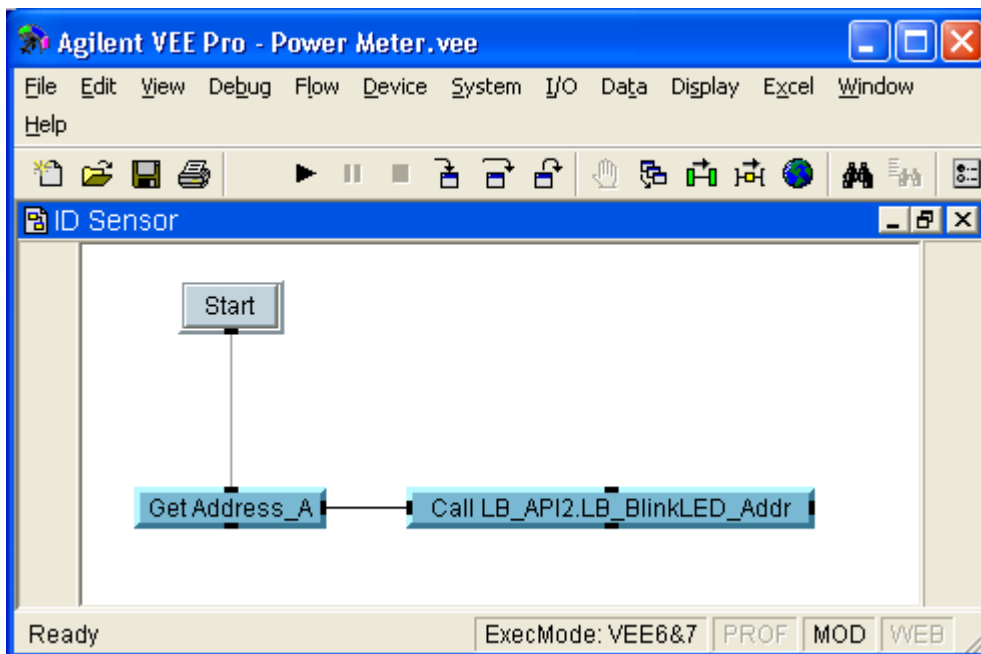 Agilent VEE Pro - Power Meter.vee
File Edit View Debug Flow Device System I/O Data Display Excel Window
Help
ID Sensor
Start
Get Address_A Call LB_API2.LB_BlinkLED_Addr
Ready ExecMode: VEE6&7 PROF MOD WEB